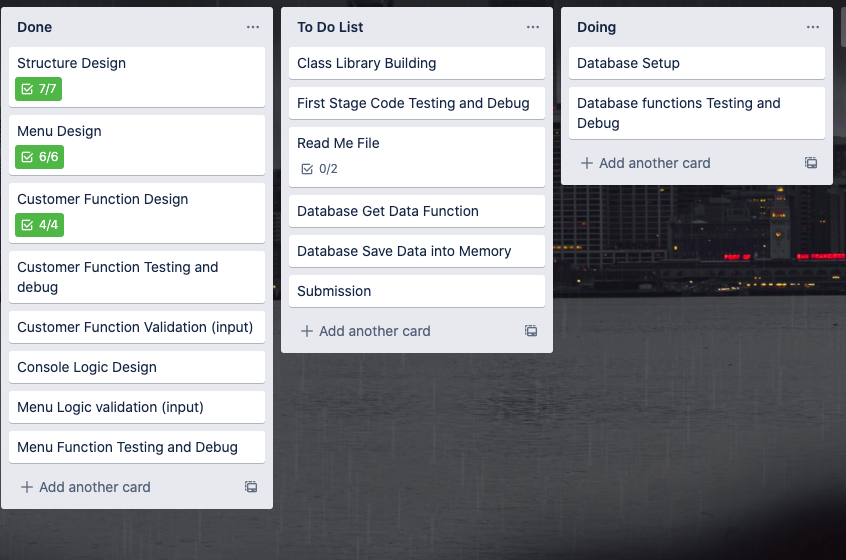 Done
Structure Design
7/7
Menu Design
6/6
Customer Function Design
4/4
Customer Function Testing and
debug
Customer Function Validation (input)
Console Logic Design
Menu Logic validation (input)
Menu Function Testing and Debug
Add another card
To Do List
Class Library Building
First Stage Code Testing and Debug
Read Me File
0/2
Database Get Data Function
Database Save Data into Memory
Submission
Add another card
Doing
Database Setup
Database functions Testing and
Debug
Add another card
PORT OF
SAN FRANCISCO